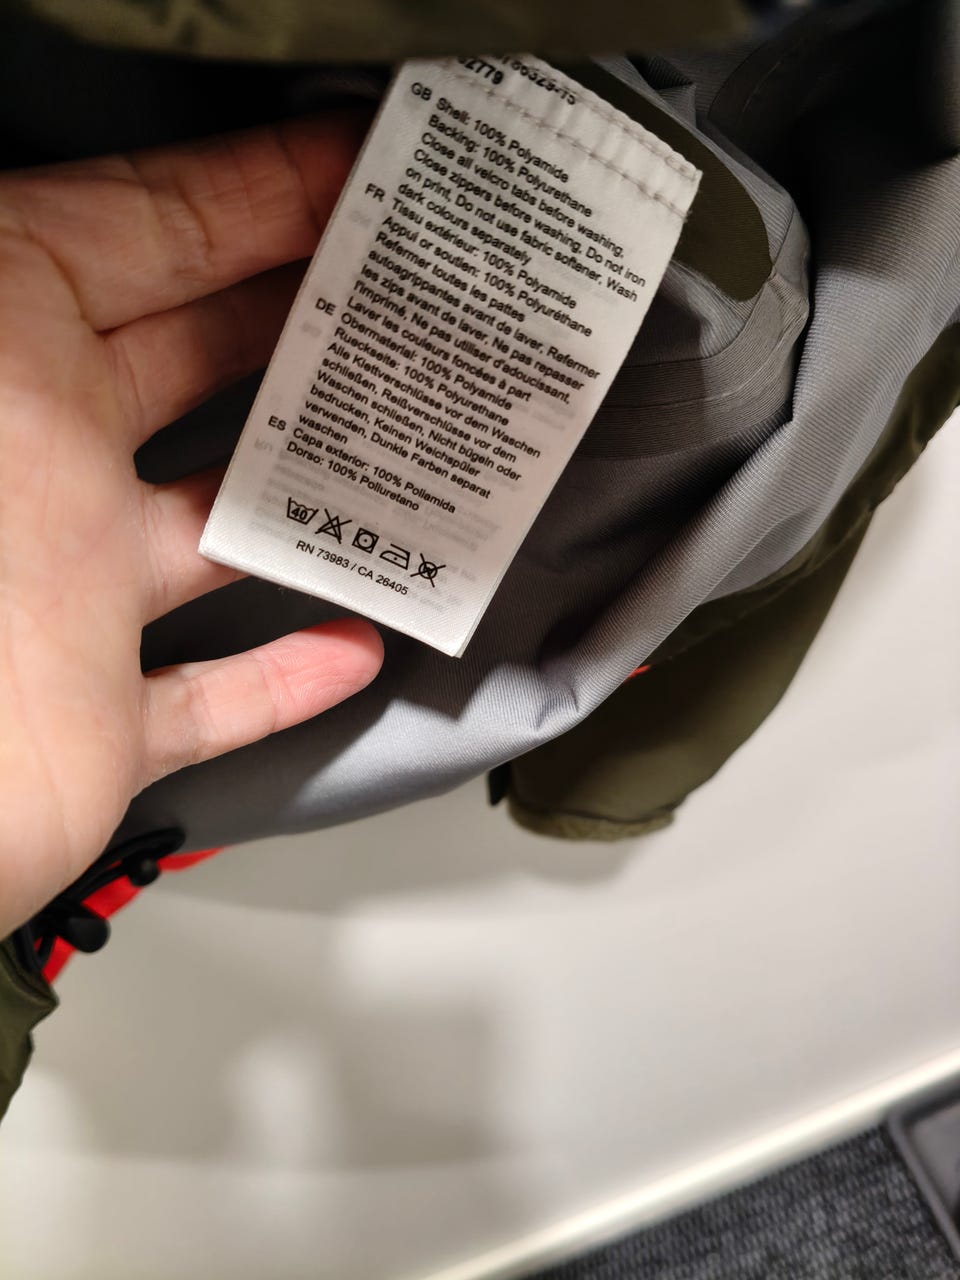 62779
GB Shell: 100% Polyamide
Backing: 100% Polyurethane
Close all velcro tabs before washing,
Close zippers before washing, Do not iron
on print, Do not use fabric softener, Wash
dark colours separately
FR Tissu extérieur: 100% Polyamide
Appui or soutien: 100% Polyuréthane
Refermer toutes les pattes
autoagrippantes avant de laver, Refermer
les zips avant de laver, Ne pas repasser
l'imprimé, Ne pas utiliser d'adoucissant,
Laver les couleurs foncées à part
DE Obermaterial: 100% Polyamide
Rueckseite: 100% Polyurethane
Alle Klettverschlüsse vor dem Waschen
schließen, Reißverschlüsse vor dem
Waschen schließen, Nicht bügeln oder
bedrucken, Keinen Weichspüler
verwenden, Dunkle Farben separat
waschen
ES Capa exterior: 100% Poliamida
Dorso: 100% Poliuretano
40
RN 73983 / CA 26405